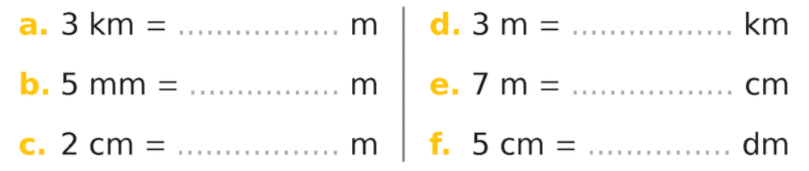 a. 3 km = ................. m
b. 5 mm = ................ m
c. 2 cm = ................. m
d. 3 m = ................. km
e. 7 m = ................. cm
f. 5 cm = ............... dm